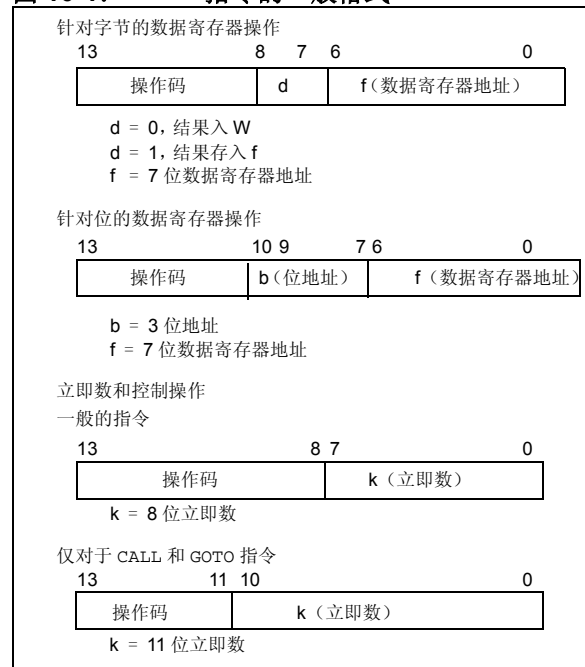 针对字节的数据寄存器操作
13 8 7 6 0
操作码 d f（数据寄存器地址）
d = 0，结果入 W
d = 1，结果存入 f
f = 7 位数据寄存器地址
针对位的数据寄存器操作
13 10 9 7 6 0
操作码 b（位地址） f（数据寄存器地址）
b = 3 位地址
f = 7 位数据寄存器地址
立即数和控制操作
一般的指令
13 8 7 0
操作码 k（立即数）
k = 8 位立即数
仅对于 CALL 和 GOTO 指令
13 11 10 0
操作码 k（立即数）
k = 11 位立即数